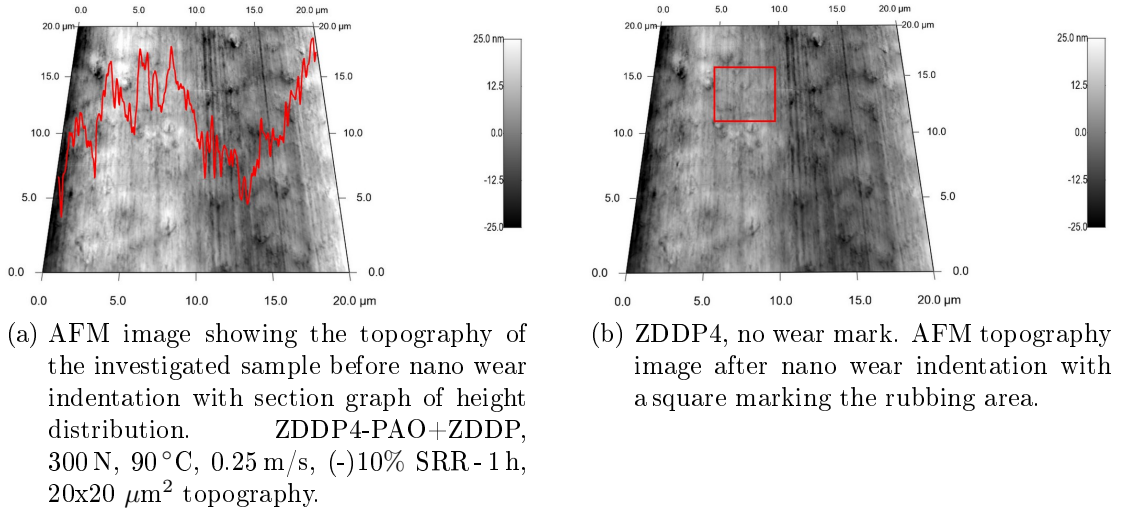 0.0 5.0 10.0 15.0 20.0 µm
20.0 µm 20.0 µm
15.0 15.0
10.0 10.0
5.0 5.0
0.0 0.0
0.0 5.0 10.0 15.0 20.0 µm
25.0 nm
12.5
0.0
-12.5
-25.0
(a) AFM image showing the topography of
the investigated sample before nano wear
indentation with section graph of height
distribution. ZDDP4-PAO+ZDDP,
300 N, 90 °C, 0.25 m/s, (-)10% SRR - 1 h,
20x20 µm² topography.
0.0 5.0 10.0 15.0 20.0 µm
20.0 µm 20.0 µm
15.0 15.0
10.0 10.0
5.0 5.0
0.0 0.0
0.0 5.0 10.0 15.0 20.0 µm
25.0 nm
12.5
0.0
-12.5
-25.0
(b) ZDDP4, no wear mark. AFM topography
image after nano wear indentation with
a square marking the rubbing area.